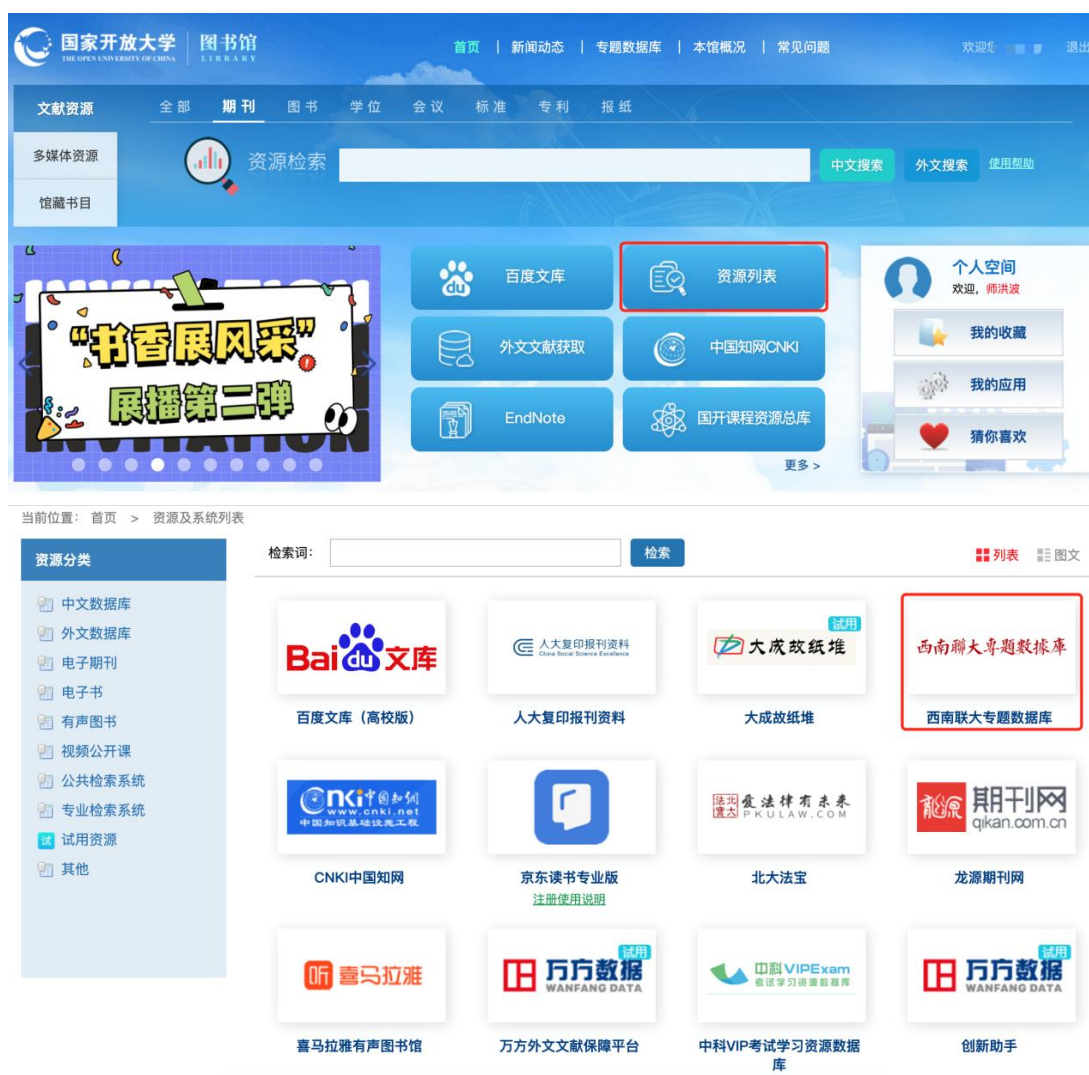 国家开放大学 图书馆
THE OPEN UNIVERSITY OF CHINA LIBRARY
首页 | 新闻动态 | 专题数据库 | 本馆概况 | 常见问题
欢迎 退出
文献资源 全部 期刊 图书 学位 会议 标准 专利 报纸
多媒体资源
馆藏书目
资源检索
中文搜索 外文搜索 使用帮助
“书香展风采”
展播第二弹
INVITATION
百度文库 资源列表
外文文献获取 中国知网CNKI
EndNote 国开课程资源总库
更多 >
个人空间
欢迎, 师洪波
我的收藏
我的应用
猜你喜欢
当前位置: 首页 > 资源及系统列表
资源分类
中文数据库
外文数据库
电子期刊
电子书
有声图书
视频公开课
公共检索系统
专业检索系统
试 试用资源
其他
检索词: 检索 列表 图文
Bai du 文库
人大复印报刊资料
China Social Science Excellence
试用
大成故纸堆
西南聯大專題數據庫
百度文库(高校版) 人大复印报刊资料 大成故纸堆 西南联大专题数据库
cnki中国知网
www.cnki.net
中国知识基础设施工程
北大法宝 爱法律有未来
PKULAW.COM
龍源 期刊网
qikan.com.cn
CNKI中国知网 京东读书专业版 北大法宝 龙源期刊网
注册使用说明
听 喜马拉雅
试用
万方数据
WANFANG DATA
中科VIPExam
考试学习资源数据库
试用
万方数据
WANFANG DATA
喜马拉雅有声图书馆 万方外文文献保障平台 中科VIP考试学习资源数据库 创新助手